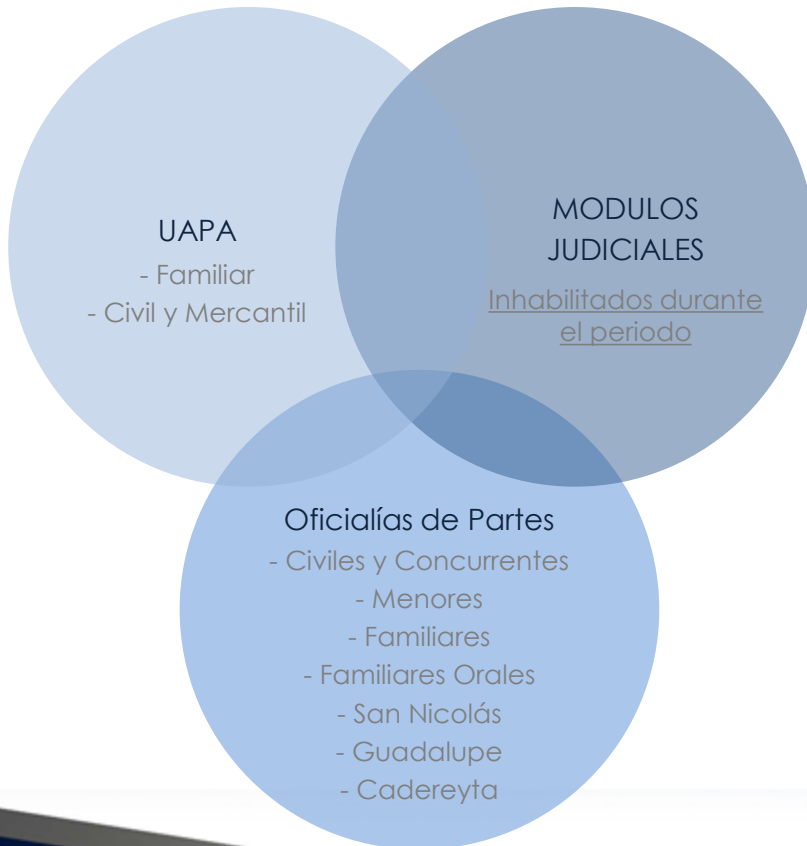 UAPA
- Familiar
- Civil y Mercantil
MODULOS
JUDICIALES
Inhabilitados durante
el periodo
Oficialías de Partes
- Civiles y Concurrentes
- Menores
- Familiares
- Familiares Orales
- San Nicolás
- Guadalupe
- Cadereyta